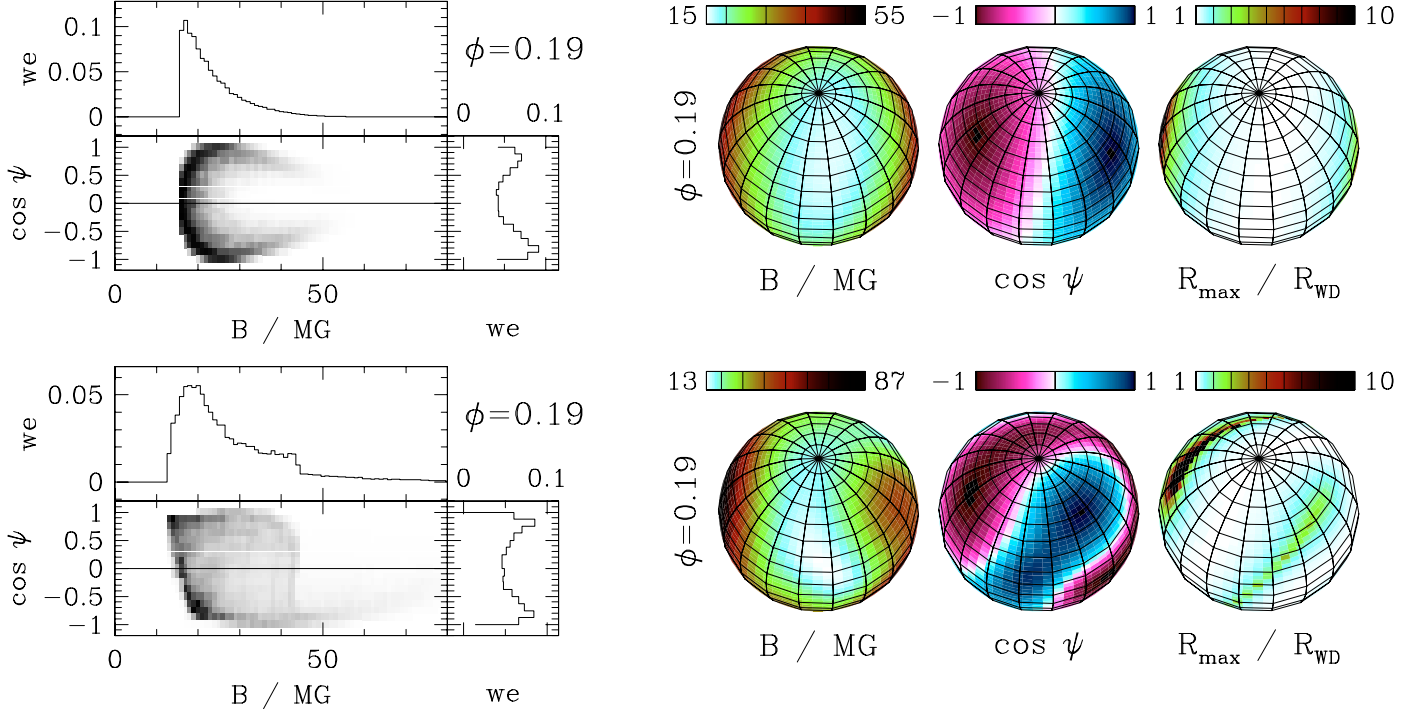 15 55 −1 1 1 10
0.1
we
0.05
0
ϕ=0.19
0 0.1
ϕ=0.19
1
0.5
0
−0.5
−1
cos ψ
B / MG cos ψ R_max / R_WD
0 50
B / MG we
13 87 −1 1 1 10
0.05
we
0
ϕ=0.19
0 0.1
ϕ=0.19
1
0.5
0
−0.5
−1
cos ψ
B / MG cos ψ R_max / R_WD
0 50
B / MG we